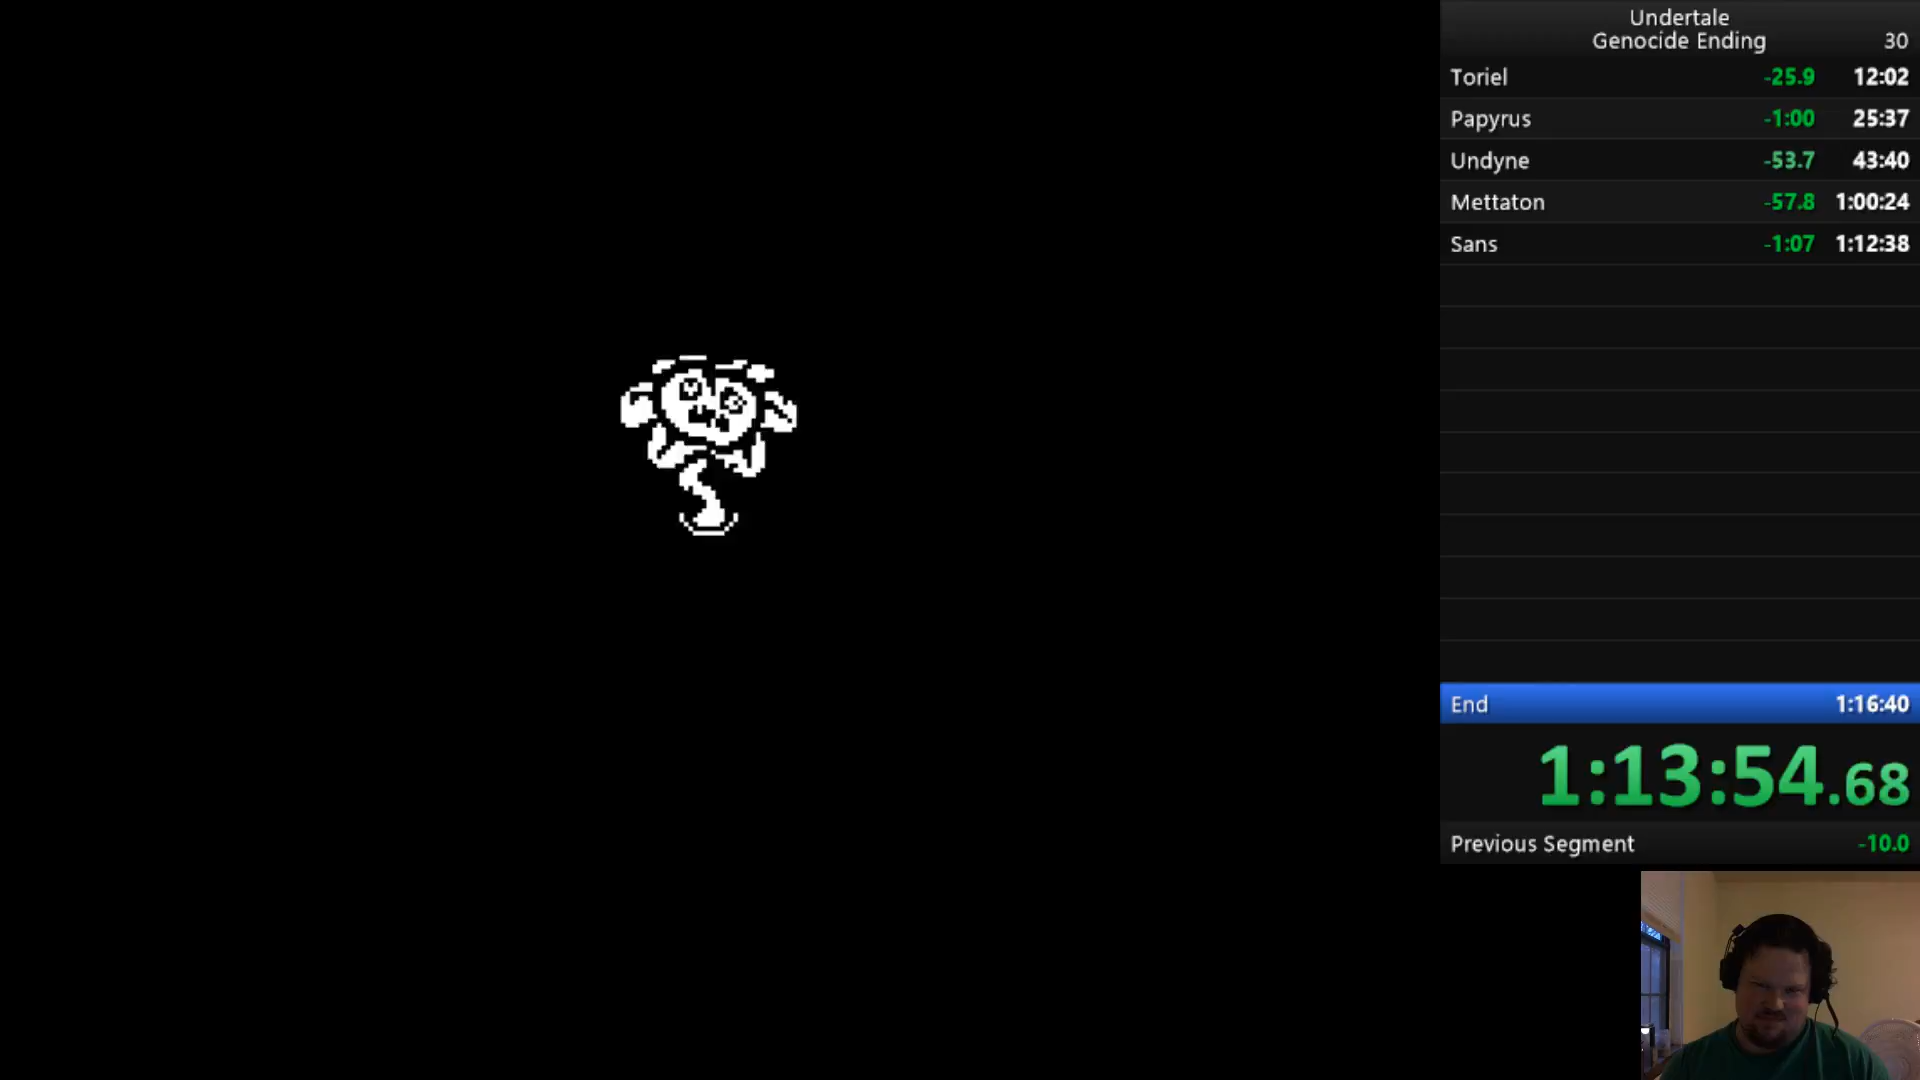 Undertale
Genocide Ending 30
Toriel -25.9 12:02
Papyrus -1:00 25:37
Undyne -53.7 43:40
Mettaton -57.8 1:00:24
Sans -1:07 1:12:38
End 1:16:40
1:13:54.68
Previous Segment -10.0